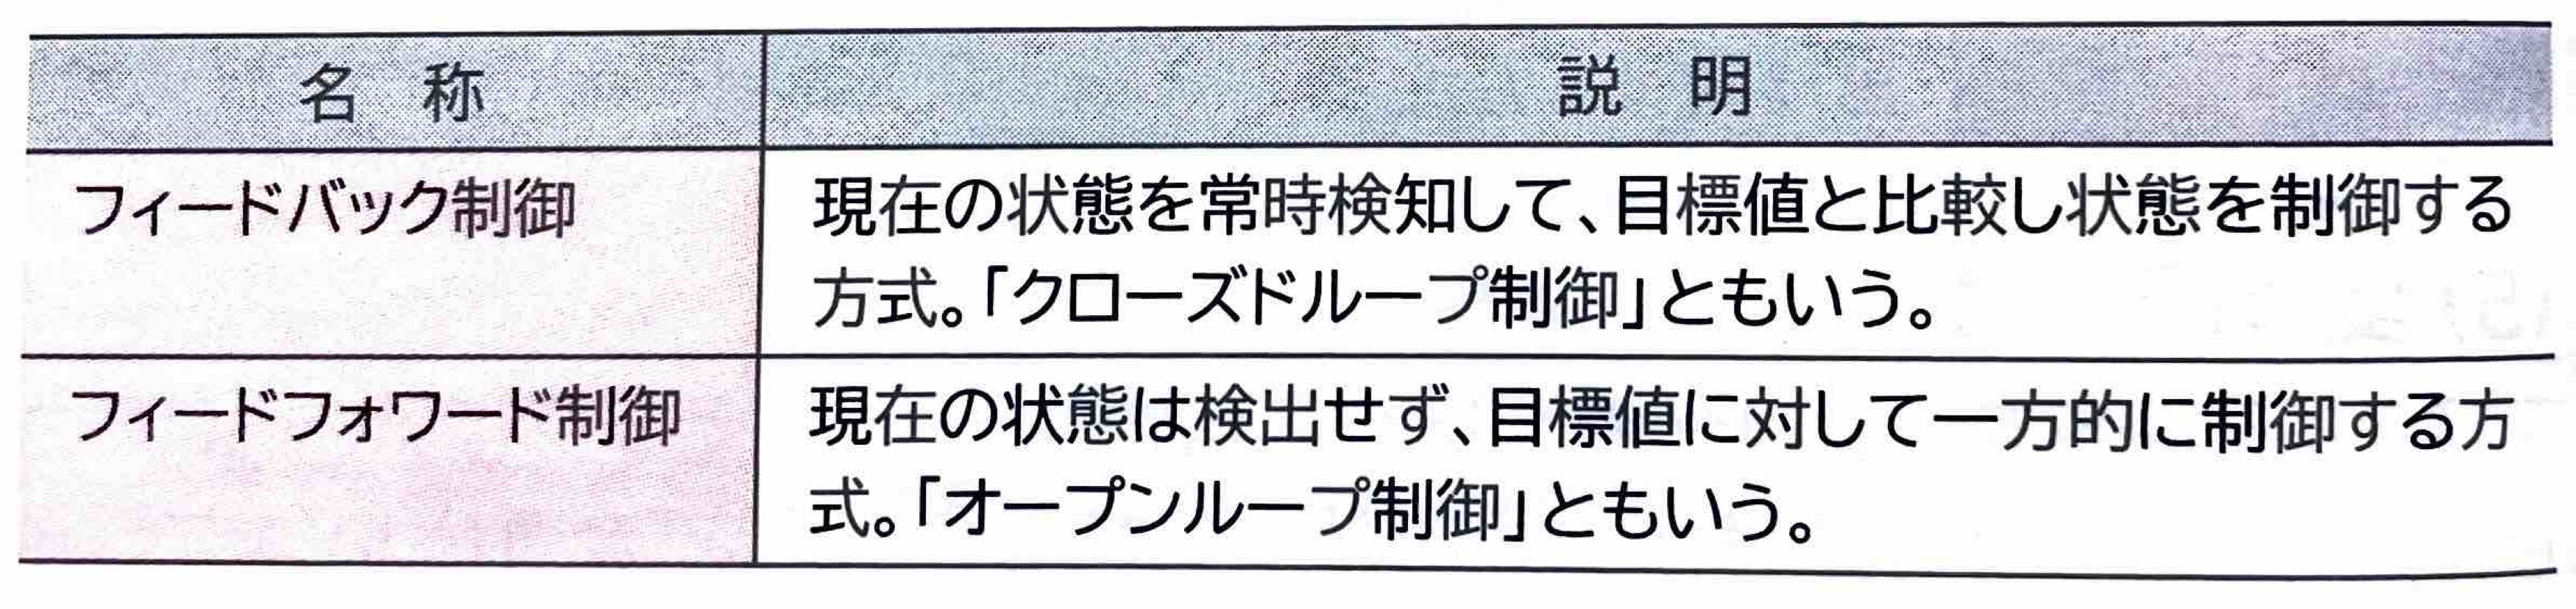 名 称
説 明
フィードバック制御
現在の状態を常時検知して、目標値と比較し状態を制御する
方式。「クローズドループ制御」ともいう。
フィードフォワード制御
現在の状態は検出せず、目標値に対して一方的に制御する方
式。「オープンループ制御」ともいう。